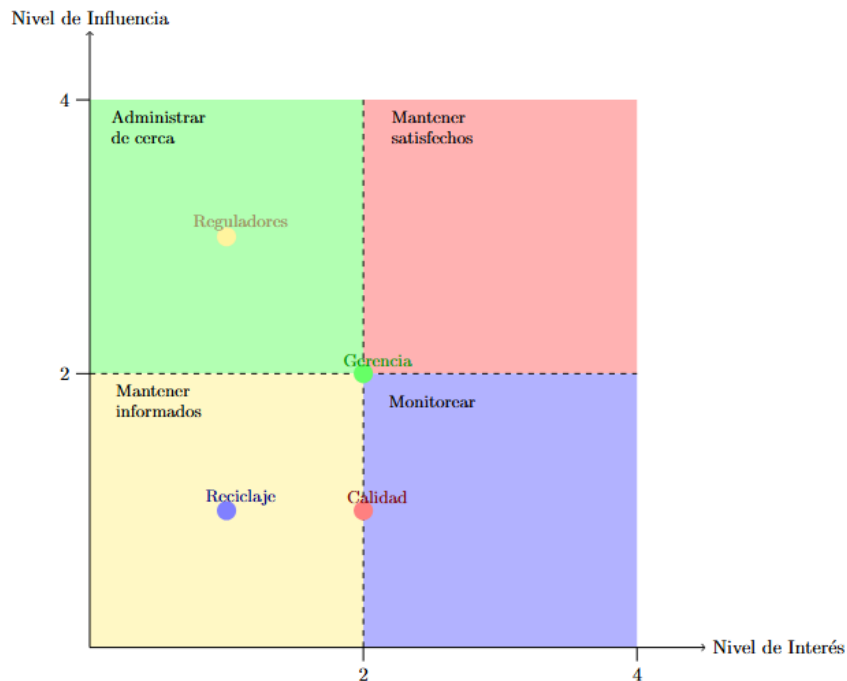 Nivel de Influencia
4
Administrar
de cerca
Mantener
satisfechos
Reguladores
Gerencia
2
Mantener
informados
Monitorear
Reciclaje
Calidad
Nivel de Interés
2
4